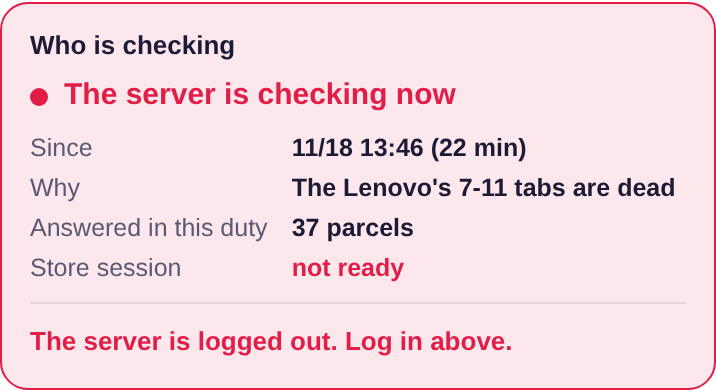 Who is checking
The server is checking now
Since 11/18 13:46 (22 min)
Why The Lenovo's 7-11 tabs are dead
Answered in this duty 37 parcels
Store session not ready
The server is logged out. Log in above.